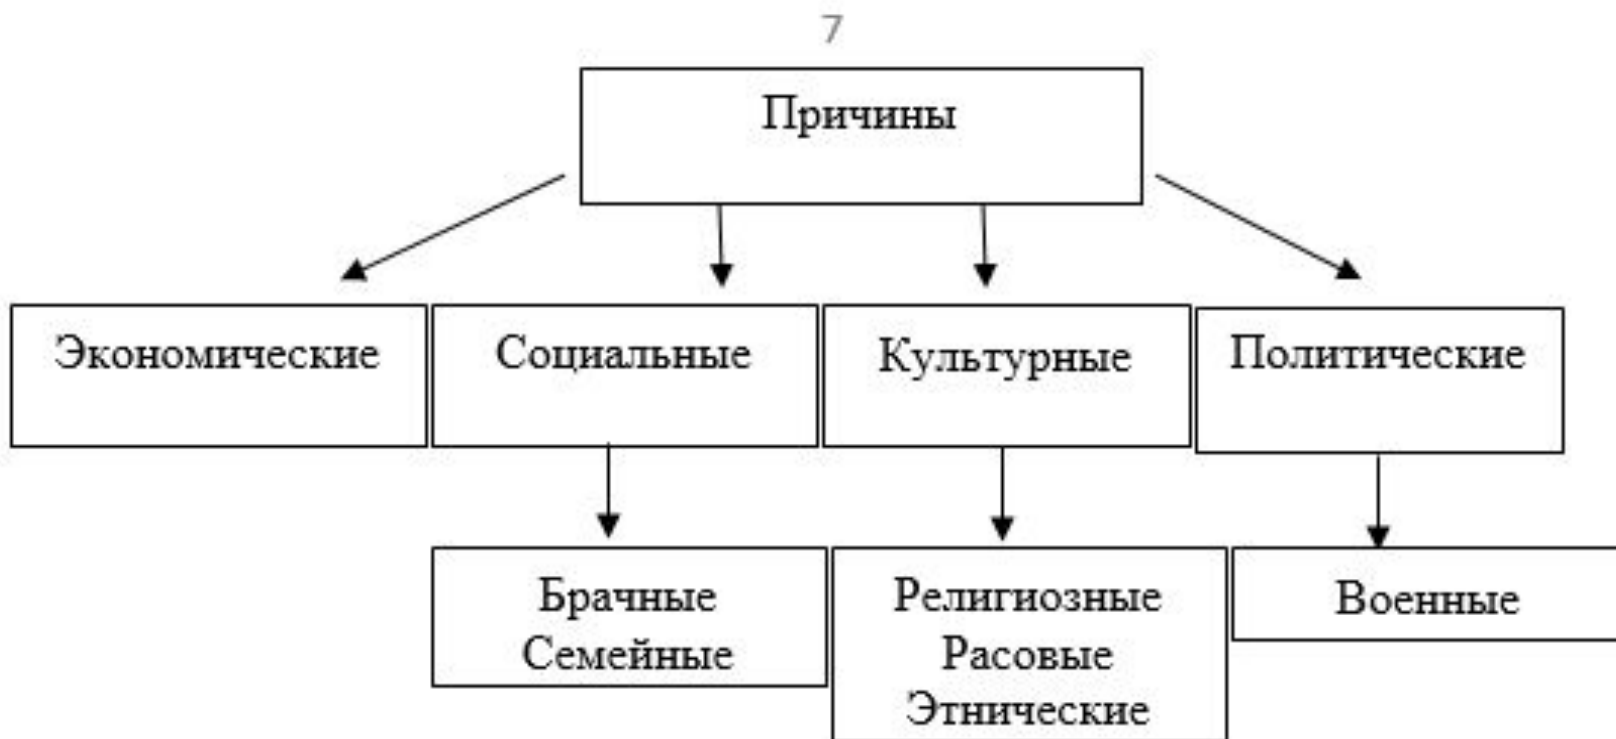 7
Причины
Экономические
Социальные
Культурные
Политические
Брачные
Семейные
Религиозные
Расовые
Этнические
Военные